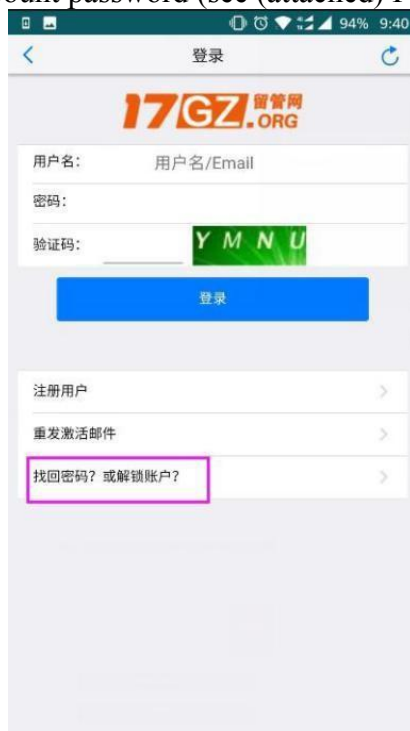 ount password (see (attached) F
94% 9:40
登录
17GZ 留管网
.ORG
用户名： 用户名/Email
密码：
验证码： Y M N U
登录
注册用户
重发激活邮件
找回密码？或解锁账户？